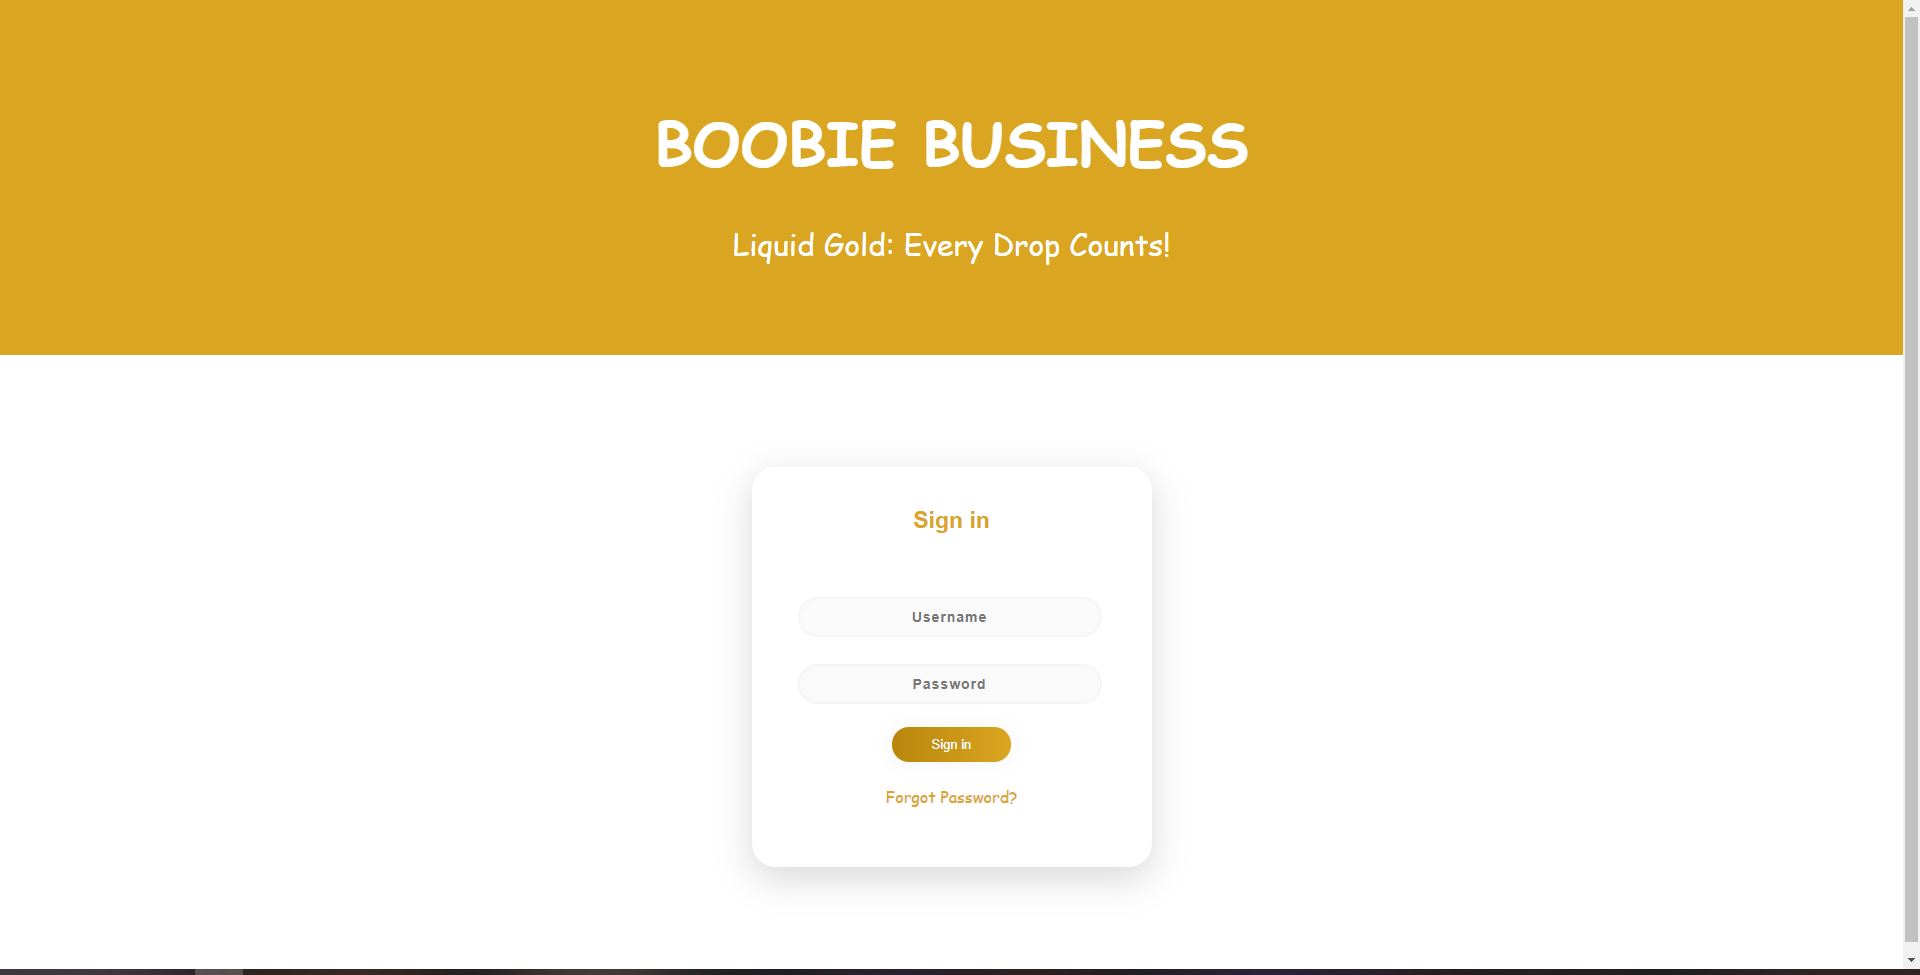 BOOBIE BUSINESS
Liquid Gold: Every Drop Counts!
Sign in
Username
Password
Sign in
Forgot Password?